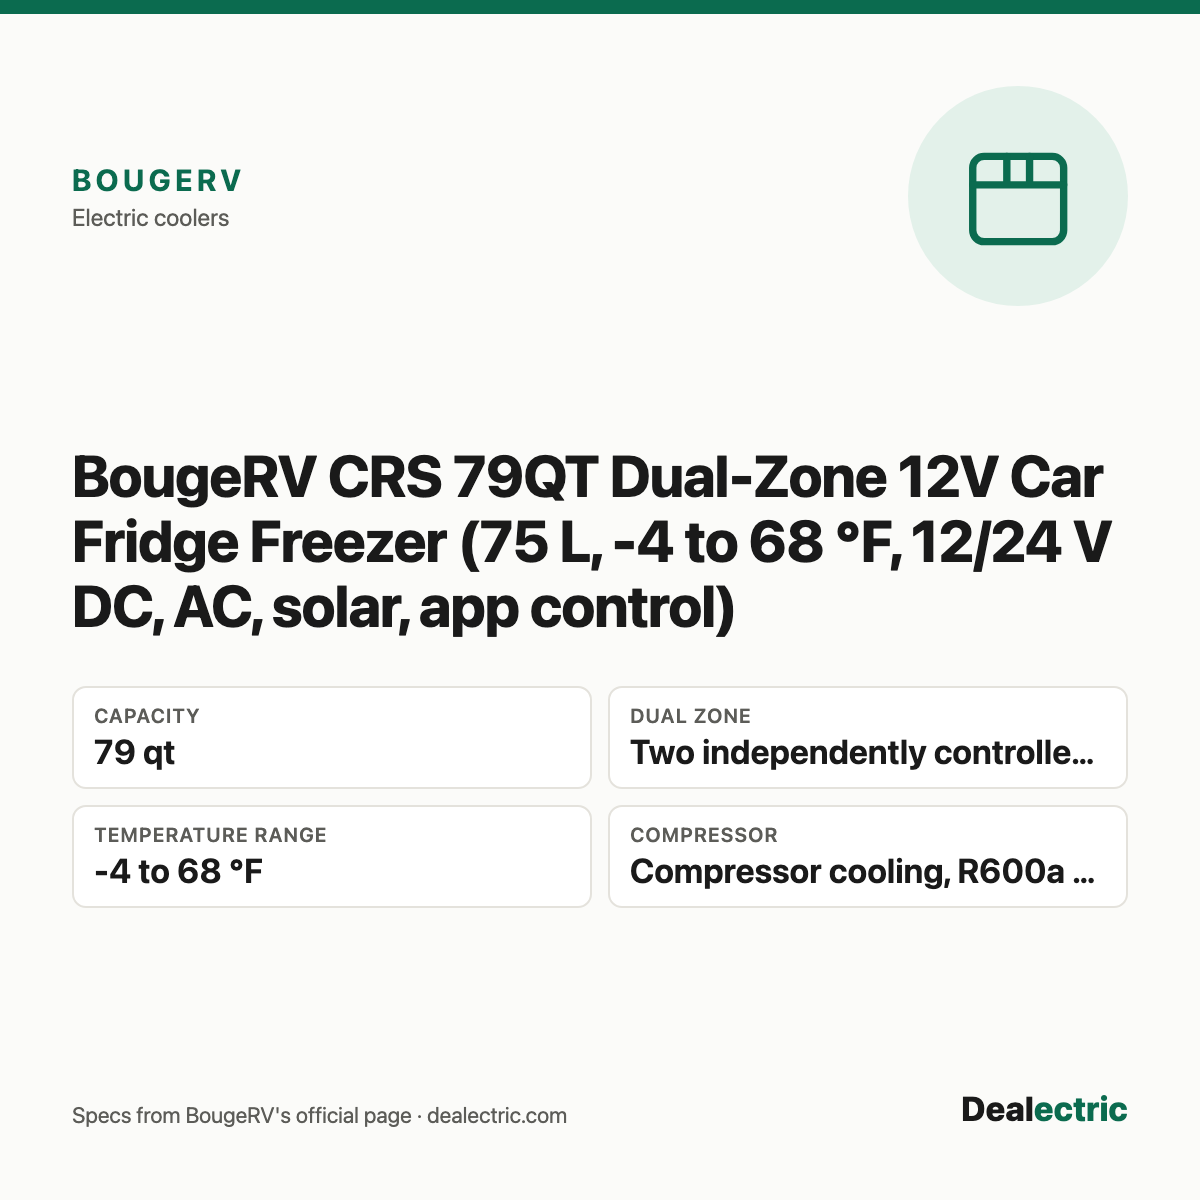 BOUGERV
Electric coolers
BougeRV CRS 79QT Dual-Zone 12V Car
Fridge Freezer (75 L, -4 to 68 °F, 12/24 V
DC, AC, solar, app control)
CAPACITY
79 qt
DUAL ZONE
Two independently controlle...
TEMPERATURE RANGE
-4 to 68 °F
COMPRESSOR
Compressor cooling, R600a ...
Specs from BougeRV's official page · dealectric.com
Dealectric